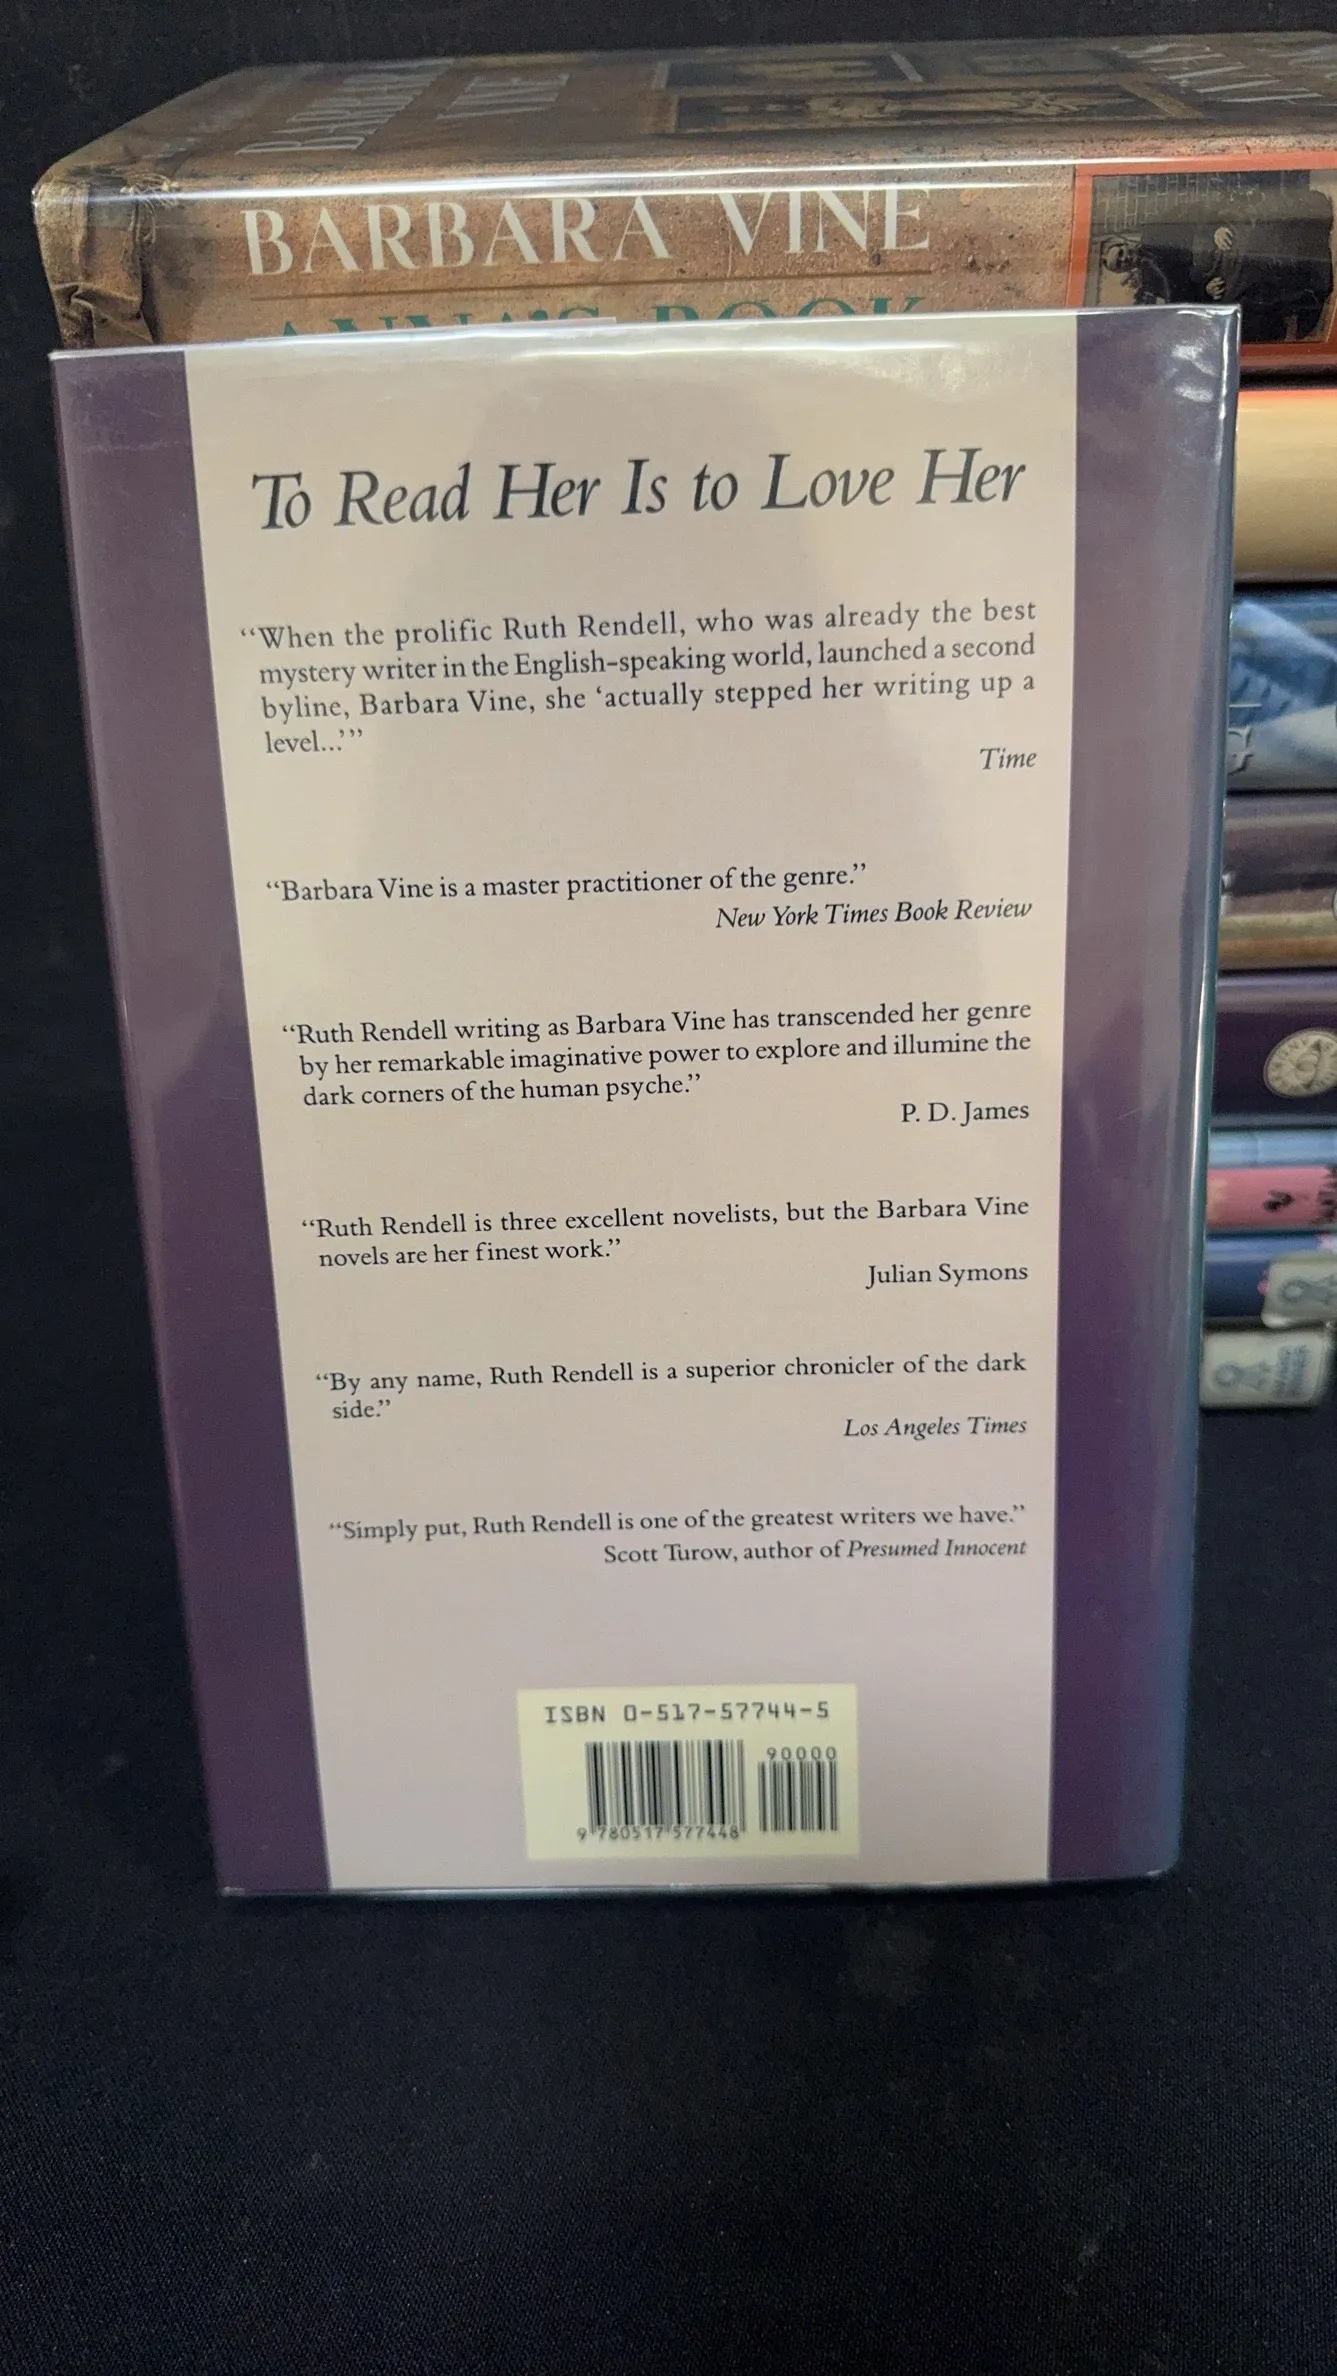 BARBARA
VINE
BARBARA VINE
ANNA'S BOOK
To Read Her Is to Love Her
“When the prolific Ruth Rendell, who was already the best
mystery writer in the English-speaking world, launched a second
byline, Barbara Vine, she ‘actually stepped her writing up a
level...’”
Time
“Barbara Vine is a master practitioner of the genre.”
New York Times Book Review
“Ruth Rendell writing as Barbara Vine has transcended her genre
by her remarkable imaginative power to explore and illumine the
dark corners of the human psyche.”
P. D. James
“Ruth Rendell is three excellent novelists, but the Barbara Vine
novels are her finest work.”
Julian Symons
“By any name, Ruth Rendell is a superior chronicler of the dark
side.”
Los Angeles Times
“Simply put, Ruth Rendell is one of the greatest writers we have.”
Scott Turow, author of Presumed Innocent
ISBN 0-517-57744-5
90000
9 780517 577448